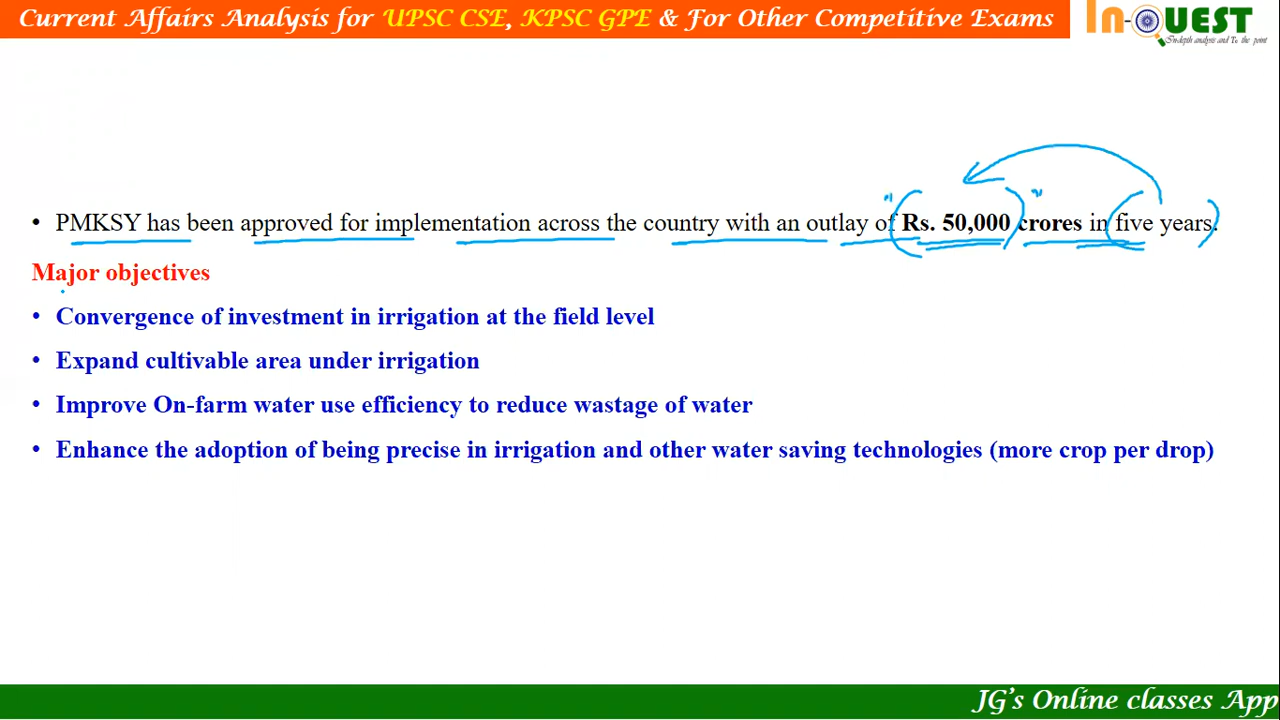 Current Affairs Analysis for UPSC CSE, KPSC GPE & For Other Competitive Exams
In-QUEST
In-depth analysis and To the point
• PMKSY has been approved for implementation across the country with an outlay of Rs. 50,000 crores in five years.
Major objectives
• Convergence of investment in irrigation at the field level
• Expand cultivable area under irrigation
• Improve On-farm water use efficiency to reduce wastage of water
• Enhance the adoption of being precise in irrigation and other water saving technologies (more crop per drop)
JG's Online classes App